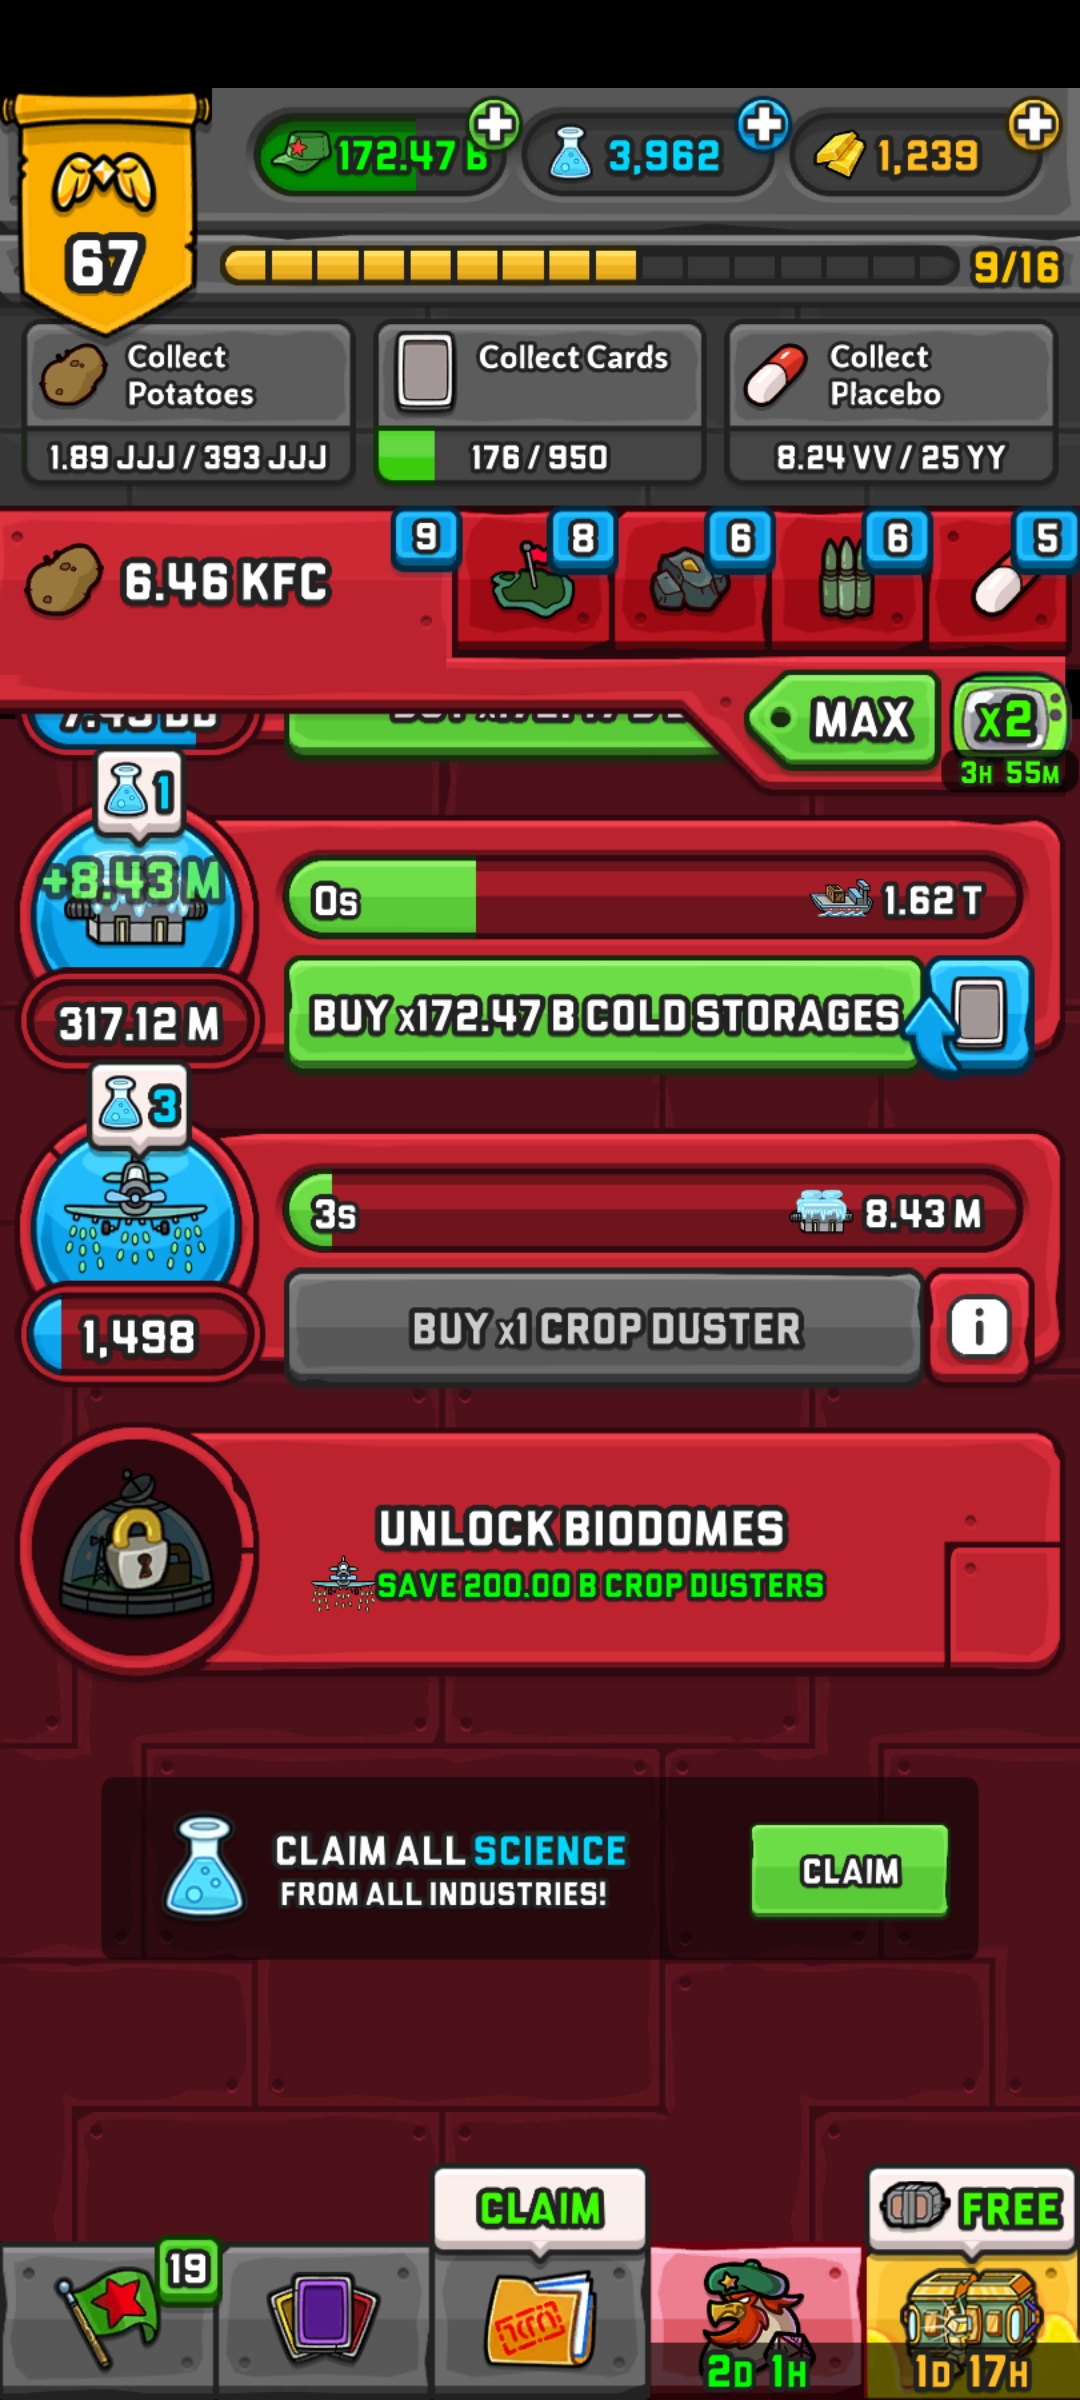 67
172.47 B
3,962
1,239
9/16
Collect
Potatoes
1.89 JJJ / 393 JJJ
Collect Cards
176 / 950
Collect
Placebo
8.24 VV / 25 YY
6.46 KFC
9
8
6
6
5
MAX
x2
3H 55M
1
+8.43 M
0s
1.62 T
317.12 M
BUY x172.47 B COLD STORAGES
3
3s
8.43 M
1,498
BUY x1 CROP DUSTER
i
UNLOCK BIODOMES
SAVE 200.00 B CROP DUSTERS
CLAIM ALL SCIENCE
FROM ALL INDUSTRIES!
CLAIM
CLAIM
FREE
19
2D 1H
1D 17H